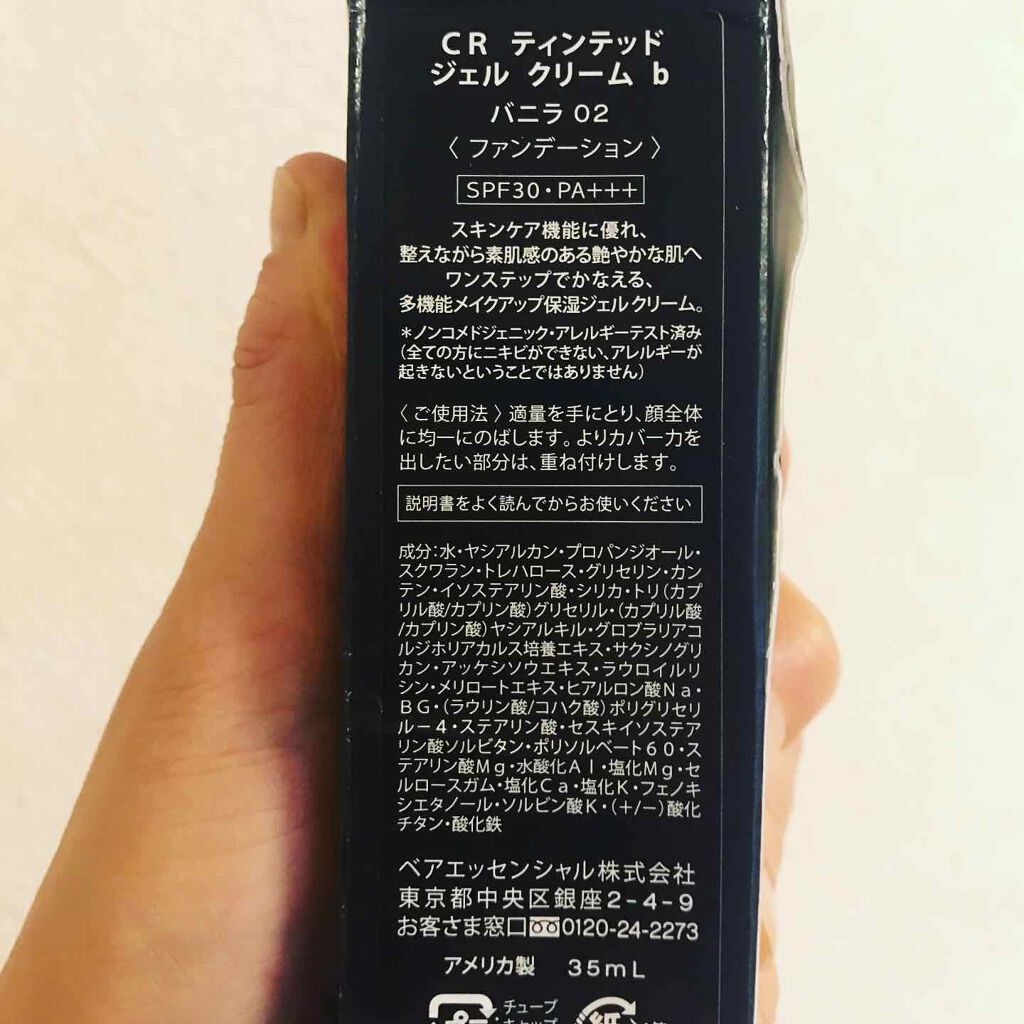 CR ティンテッド
ジェル クリーム b
バニラ 02
〈 ファンデーション 〉
SPF30・PA+++
スキンケア機能に優れ、
整えながら素肌感のある艶やかな肌へ
ワンステップでかなえる、
多機能メイクアップ保湿ジェルクリーム。
＊ノンコメドジェニック・アレルギーテスト済み
（全ての方にニキビができない、アレルギーが
起きないということではありません）
〈 ご使用法 〉適量を手にとり、顔全体
に均一にのばします。よりカバー力を
出したい部分は、重ね付けします。
説明書をよく読んでからお使いください
成分：水・ヤシアルカン・プロパンジオール・
スクワラン・トレハロース・グリセリン・カン
テン・イソステアリン酸・シリカ・トリ（カプ
リル酸/カプリン酸）グリセリル・（カプリル酸
/カプリン酸）ヤシアルキル・グロブラリアコ
ルジホリアカルス培養エキス・サクシノグリ
カン・アッケシソウエキス・ラウロイルリ
シン・メリロートエキス・ヒアルロン酸Na・
BG・（ラウリン酸/コハク酸）ポリグリセリ
ル－4・ステアリン酸・セスキイソステア
リン酸ソルビタン・ポリソルベート60・ス
テアリン酸Mg・水酸化Al・塩化Mg・セ
ルロースガム・塩化Ca・塩化K・フェノキ
シエタノール・ソルビン酸K・（+/−）酸化
チタン・酸化鉄
ベアエッセンシャル株式会社
東京都中央区銀座2-4-9
お客さま窓口 0120-24-2273
アメリカ製 35mL
チューブ